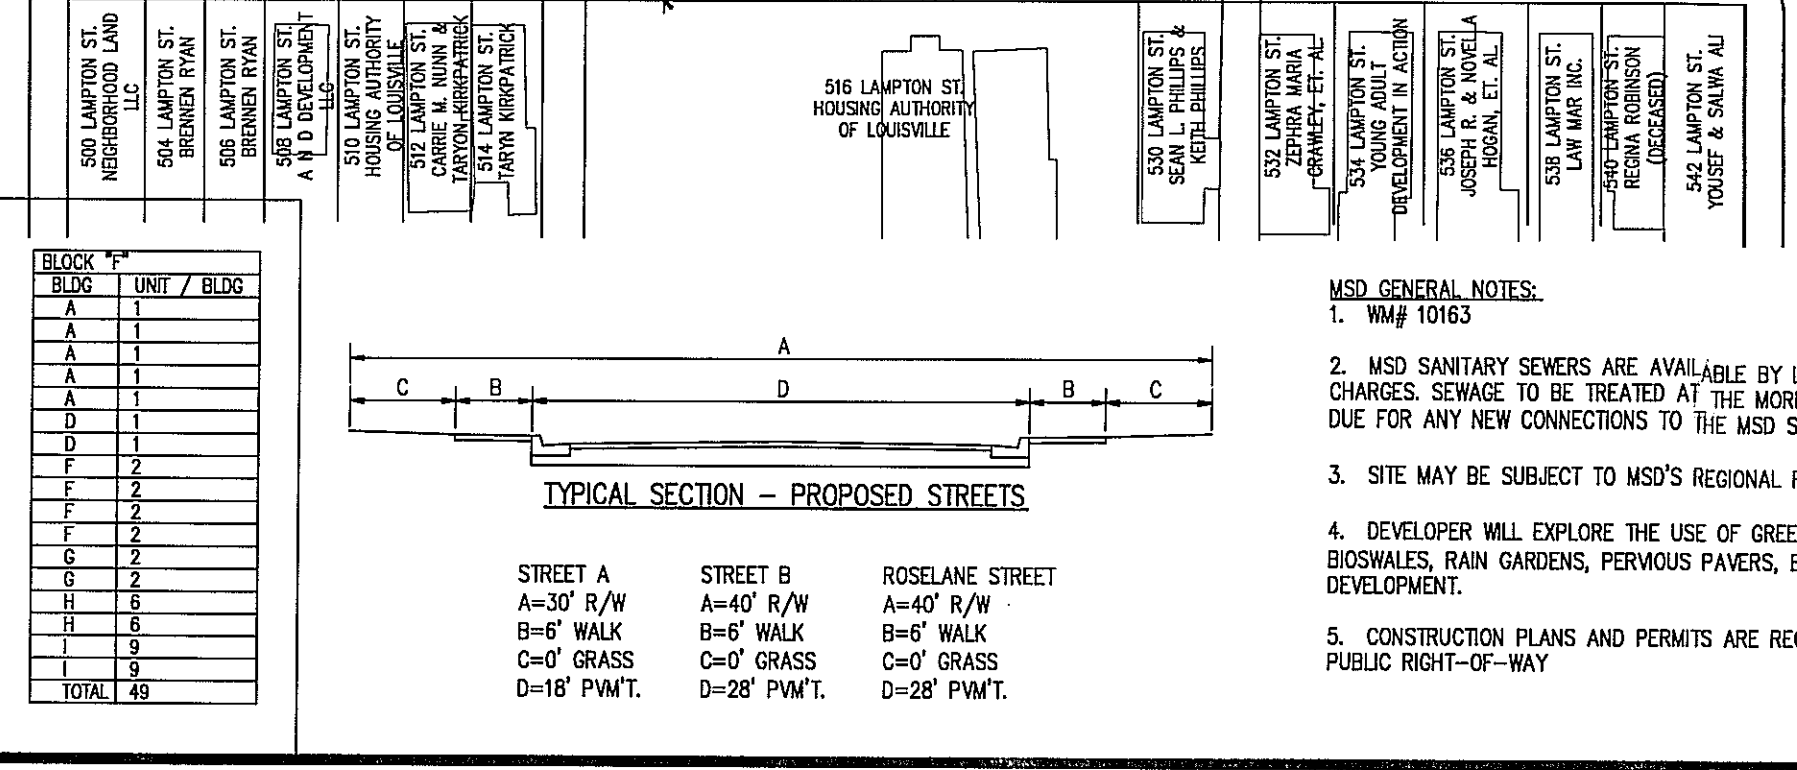 500 LAMPTON ST.
NEIGHBORHOOD LAND
LLC
504 LAMPTON ST.
BRENNEN RYAN
506 LAMPTON ST.
BRENNEN RYAN
508 LAMPTON ST.
A N D DEVELOPMENT
LLC
510 LAMPTON ST.
HOUSING AUTHORITY
OF LOUISVILLE
512 LAMPTON ST.
CARRIE M. NUNN &
TARYON KIRKPATRICK
514 LAMPTON ST.
TARYN KIRKPATRICK
516 LAMPTON ST.
HOUSING AUTHORITY
OF LOUISVILLE
530 LAMPTON ST.
SEAN L. PHILLIPS &
KEITH PHILLIPS
532 LAMPTON ST.
ZEPHRA MARIA
CRAWLEY, ET. AL.
534 LAMPTON ST.
YOUNG ADULT
DEVELOPMENT IN ACTION
536 LAMPTON ST.
JOSEPH R. & NOVELLA
HOGAN, ET. AL.
538 LAMPTON ST.
LAW MAR INC.
540 LAMPTON ST.
REGINA ROBINSON
(DECEASED)
542 LAMPTON ST.
YOUSEF & SALWA ALI
BLOCK "F"
BLDG UNIT / BLDG
A 1
A 1
A 1
A 1
A 1
D 1
D 1
F 2
F 2
F 2
F 2
G 2
G 2
H 6
H 6
I 9
I 9
TOTAL 49
A
C B D B C
TYPICAL SECTION – PROPOSED STREETS
STREET A
A=30' R/W
B=6' WALK
C=0' GRASS
D=18' PVM'T.
STREET B
A=40' R/W
B=6' WALK
C=0' GRASS
D=28' PVM'T.
ROSELANE STREET
A=40' R/W
B=6' WALK
C=0' GRASS
D=28' PVM'T.
MSD GENERAL NOTES:
1. WM# 10163
2. MSD SANITARY SEWERS ARE AVAILABLE BY
CHARGES. SEWAGE TO BE TREATED AT THE
DUE FOR ANY NEW CONNECTIONS TO THE MSD
3. SITE MAY BE SUBJECT TO MSD'S REGIONAL
4. DEVELOPER WILL EXPLORE THE USE OF
BIOSWALES, RAIN GARDENS, PERVIOUS PAVERS,
DEVELOPMENT.
5. CONSTRUCTION PLANS AND PERMITS ARE
PUBLIC RIGHT-OF-WAY